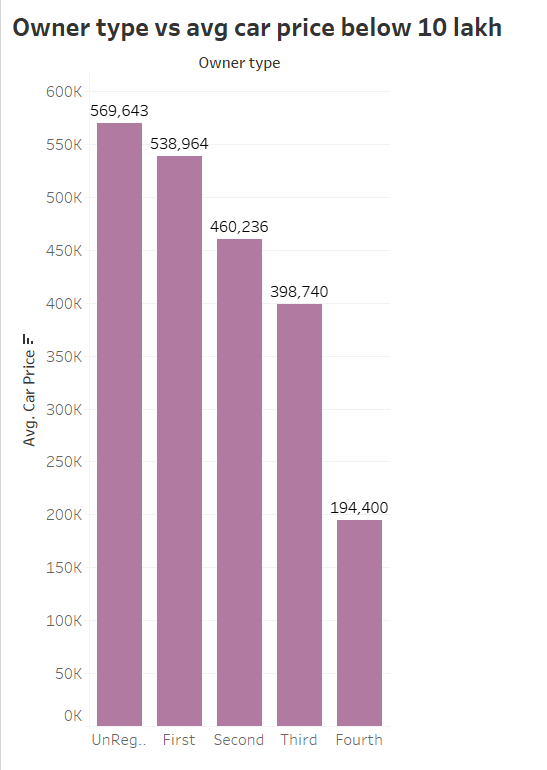 Owner type vs avg car price below 10 lakh
Owner type
600K
569,643
550K
538,964
500K
460,236
450K
398,740
400K
350K
Avg. Car Price
300K
250K
200K
194,400
150K
100K
50K
0K
UnReg.. First Second Third Fourth